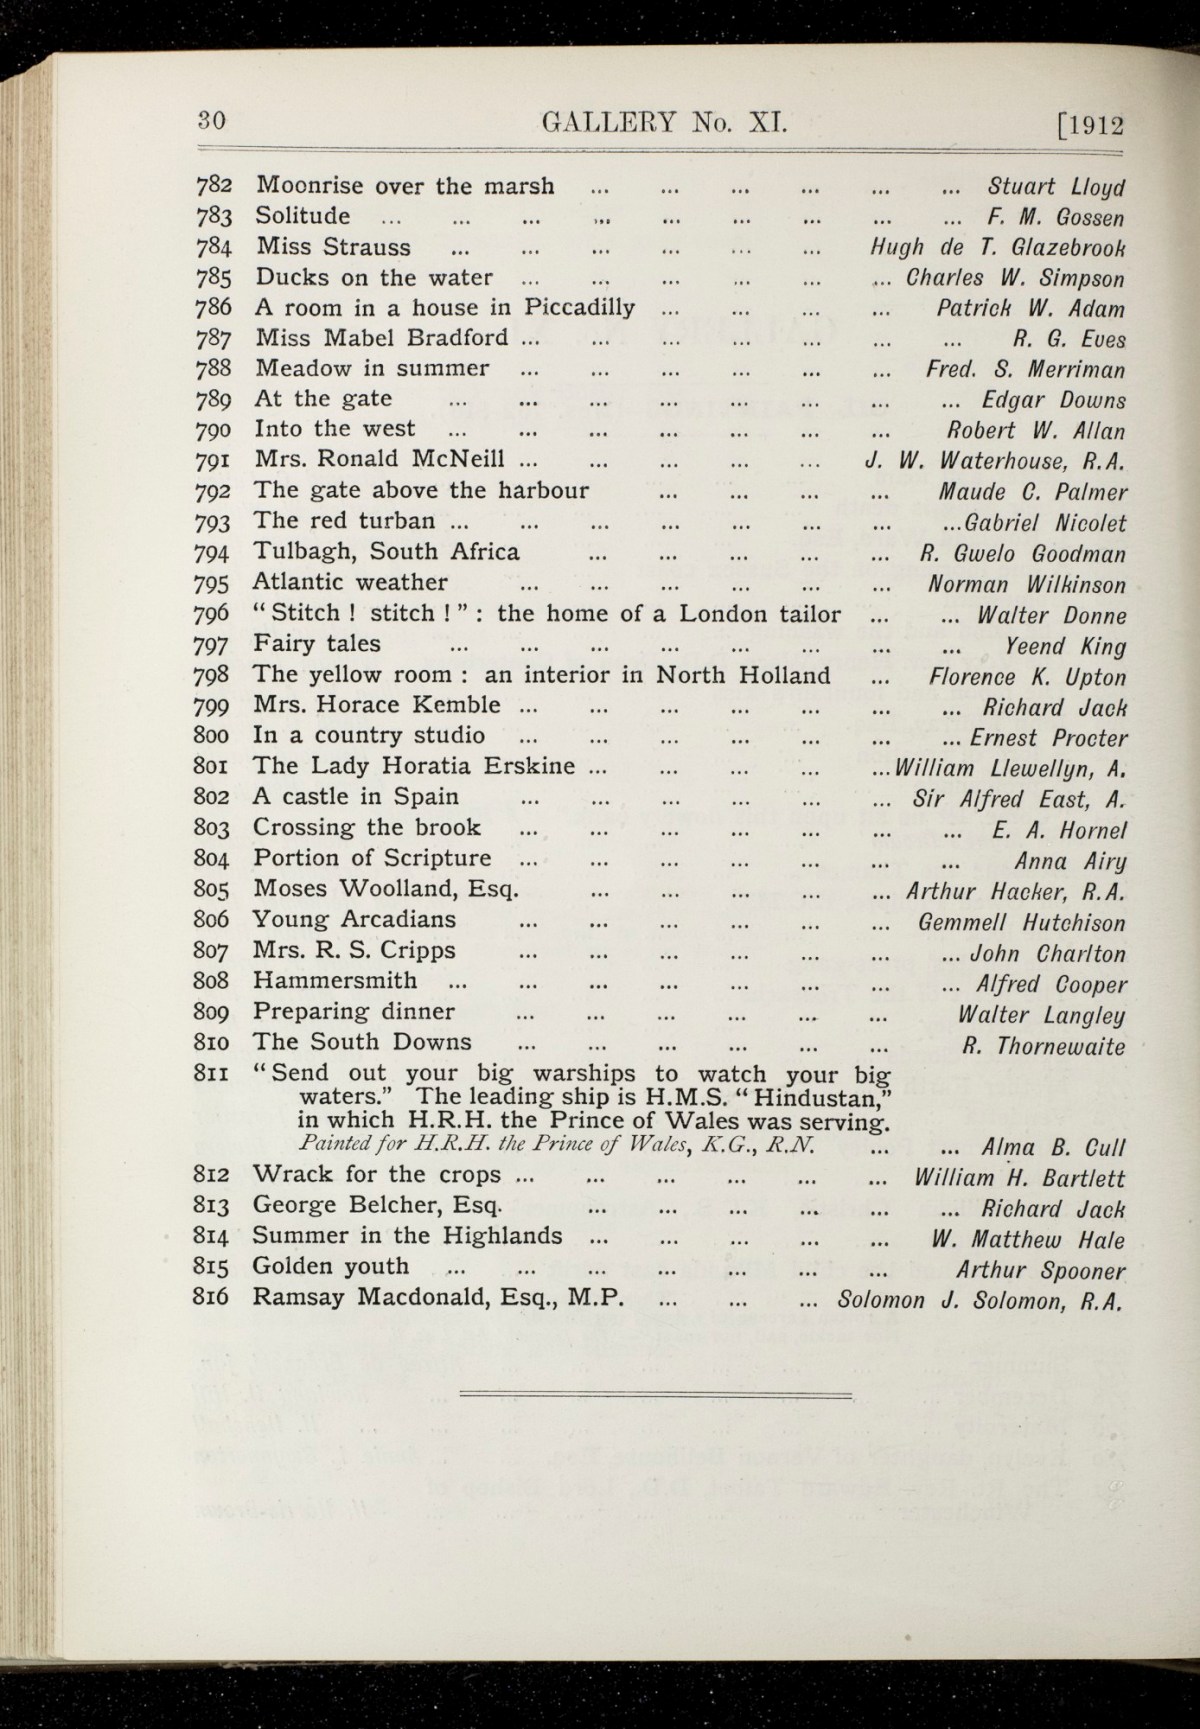 30 GALLERY No. XI. [1912
782 Moonrise over the marsh ... ... ... ... ... ... Stuart Lloyd
783 Solitude ... ... ... ... ... ... ... ... ... F. M. Gossen
784 Miss Strauss ... ... ... ... ... ... Hugh de T. Glazebrook
785 Ducks on the water ... ... ... ... ... ... Charles W. Simpson
786 A room in a house in Piccadilly ... ... ... ... Patrick W. Adam
787 Miss Mabel Bradford ... ... ... ... ... ... ... R. G. Eves
788 Meadow in summer ... ... ... ... ... ... Fred. S. Merriman
789 At the gate ... ... ... ... ... ... ... ... Edgar Downs
790 Into the west ... ... ... ... ... ... ... Robert W. Allan
791 Mrs. Ronald McNeill ... ... ... ... ... J. W. Waterhouse, R.A.
792 The gate above the harbour ... ... ... ... Maude C. Palmer
793 The red turban ... ... ... ... ... ... ... ...Gabriel Nicolet
794 Tulbagh, South Africa ... ... ... ... ... R. Gwelo Goodman
795 Atlantic weather ... ... ... ... ... ... Norman Wilkinson
796 “Stitch ! stitch !” : the home of a London tailor ... ... Walter Donne
797 Fairy tales ... ... ... ... ... ... ... ... Yeend King
798 The yellow room : an interior in North Holland ... Florence K. Upton
799 Mrs. Horace Kemble ... ... ... ... ... ... ... Richard Jack
800 In a country studio ... ... ... ... ... ... ... Ernest Procter
801 The Lady Horatia Erskine ... ... ... ... ...William Llewellyn, A.
802 A castle in Spain ... ... ... ... ... ... Sir Alfred East, A.
803 Crossing the brook ... ... ... ... ... ... ... E. A. Hornel
804 Portion of Scripture ... ... ... ... ... ... ... Anna Airy
805 Moses Woolland, Esq. ... ... ... ... ... Arthur Hacker, R.A.
806 Young Arcadians ... ... ... ... ... ... Gemmell Hutchison
807 Mrs. R. S. Cripps ... ... ... ... ... ... ... John Charlton
808 Hammersmith ... ... ... ... ... ... ... ... Alfred Cooper
809 Preparing dinner ... ... ... ... ... ... Walter Langley
810 The South Downs ... ... ... ... ... ... R. Thornewaite
811 “Send out your big warships to watch your big
waters.” The leading ship is H.M.S. “Hindustan,”
in which H.R.H. the Prince of Wales was serving.
Painted for H.R.H. the Prince of Wales, K.G., R.N. ... ... Alma B. Cull
812 Wrack for the crops ... ... ... ... ... ... William H. Bartlett
813 George Belcher, Esq. ... ... ... ... ... ... Richard Jack
814 Summer in the Highlands ... ... ... ... ... W. Matthew Hale
815 Golden youth ... ... ... ... ... ... ... Arthur Spooner
816 Ramsay Macdonald, Esq., M.P. ... ... ... Solomon J. Solomon, R.A.